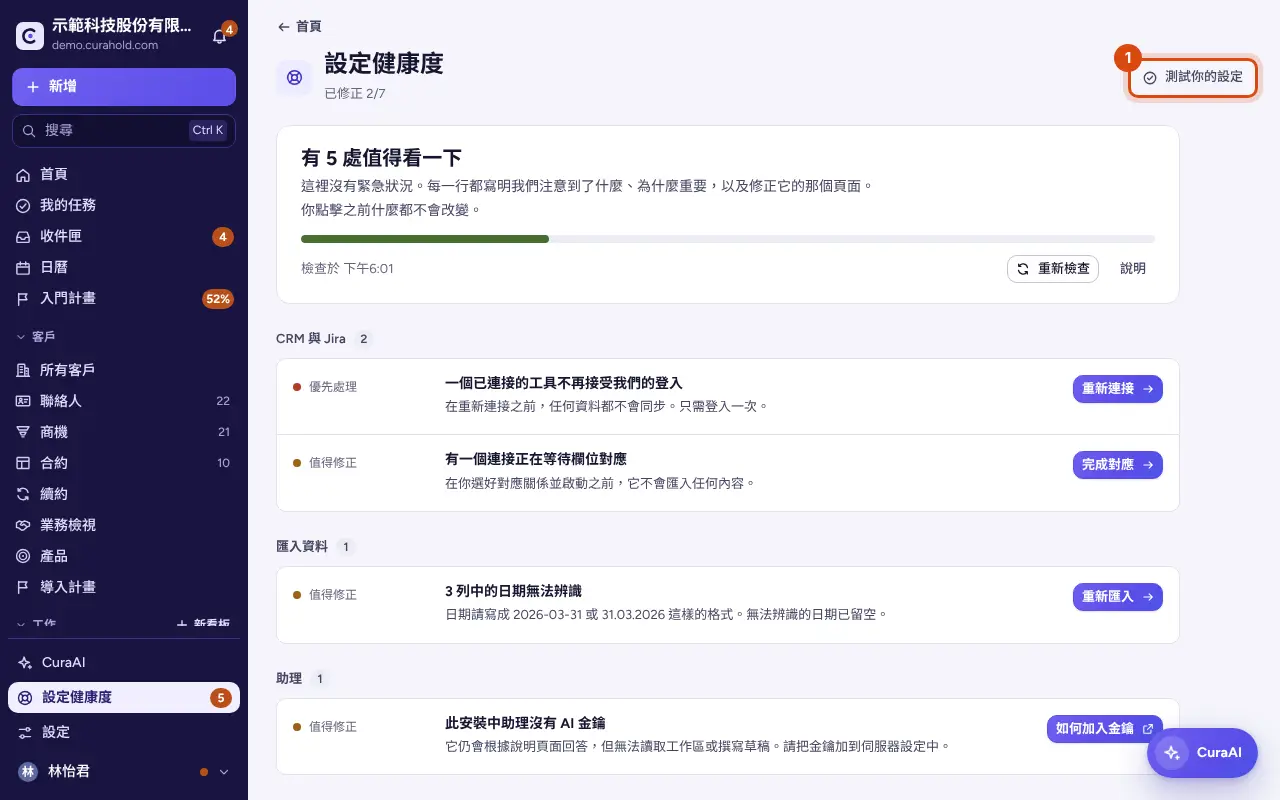 示範科技股份有限...
demo.curahold.com
4
新增
搜尋
Ctrl K
首頁
我的任務
收件匣
4
日曆
入門計畫
52%
客戶
所有客戶
聯絡人
22
商機
21
合約
10
續約
業務檢視
產品
導入計畫
工作
新看板
CuraAI
設定健康度
5
設定
林
林怡君
首頁
設定健康度
已修正 2/7
1
測試你的設定
有 5 處值得看一下
這裡沒有緊急狀況。每一行都寫明我們注意到了什麼、為什麼重要，以及修正它的那個頁面。
你點擊之前什麼都不會改變。
檢查於 下午6:01
重新檢查
說明
CRM 與 Jira
2
優先處理
一個已連接的工具不再接受我們的登入
在重新連接之前，任何資料都不會同步。只需登入一次。
重新連接
值得修正
有一個連接正在等待欄位對應
在你選好對應關係並啟動之前，它不會匯入任何內容。
完成對應
匯入資料
1
值得修正
3 列中的日期無法辨識
日期請寫成 2026-03-31 或 31.03.2026 這樣的格式。無法辨識的日期已留空。
重新匯入
助理
1
值得修正
此安裝中助理沒有 AI 金鑰
它仍會根據說明頁面回答，但無法讀取工作區或撰寫草稿。請把金鑰加到伺服器設定中。
如何加入金鑰
CuraAI